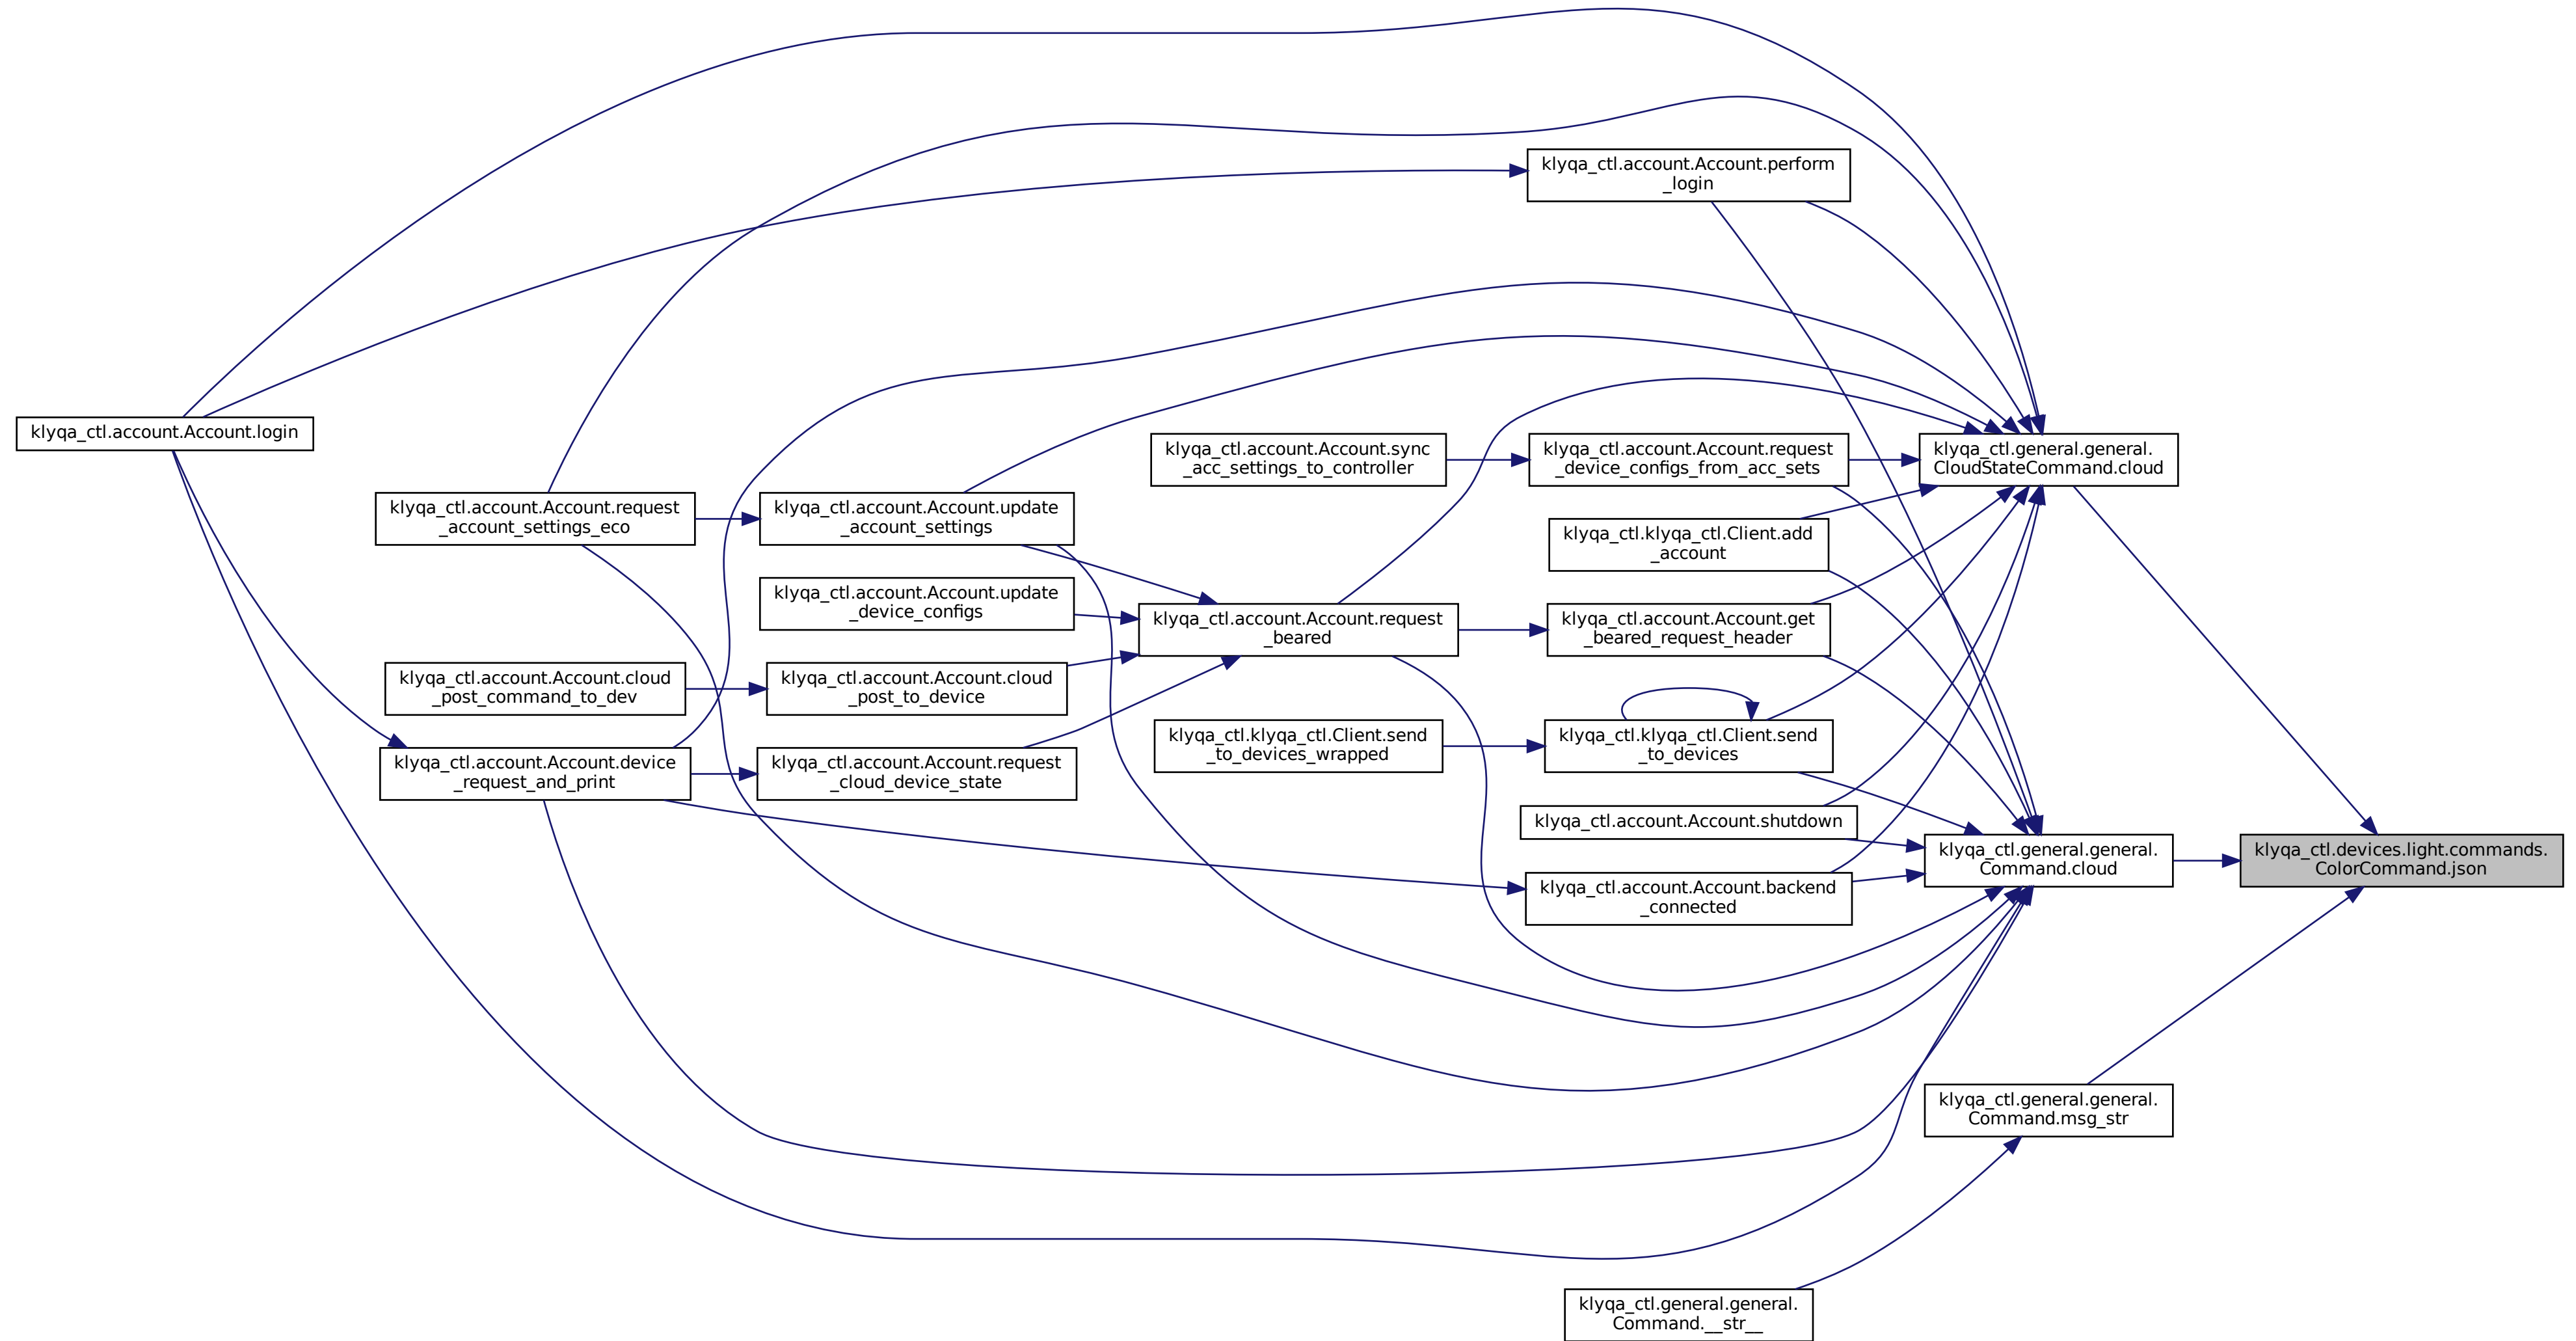 klyqa_ctl.account.Account.perform
_login
klyqa_ctl.account.Account.login
klyqa_ctl.account.Account.sync
_acc_settings_to_controller
klyqa_ctl.account.Account.request
_device_configs_from_acc_sets
klyqa_ctl.general.general.
CloudStateCommand.cloud
klyqa_ctl.account.Account.request
_account_settings_eco
klyqa_ctl.account.Account.update
_account_settings
klyqa_ctl.klyqa_ctl.Client.add
_account
klyqa_ctl.account.Account.update
_device_configs
klyqa_ctl.account.Account.request
_beared
klyqa_ctl.account.Account.get
_beared_request_header
klyqa_ctl.account.Account.cloud
_post_command_to_dev
klyqa_ctl.account.Account.cloud
_post_to_device
klyqa_ctl.klyqa_ctl.Client.send
_to_devices_wrapped
klyqa_ctl.klyqa_ctl.Client.send
_to_devices
klyqa_ctl.account.Account.device
_request_and_print
klyqa_ctl.account.Account.request
_cloud_device_state
klyqa_ctl.account.Account.shutdown
klyqa_ctl.general.general.
Command.cloud
klyqa_ctl.devices.light.commands.
ColorCommand.json
klyqa_ctl.account.Account.backend
_connected
klyqa_ctl.general.general.
Command.msg_str
klyqa_ctl.general.general.
Command.__str__